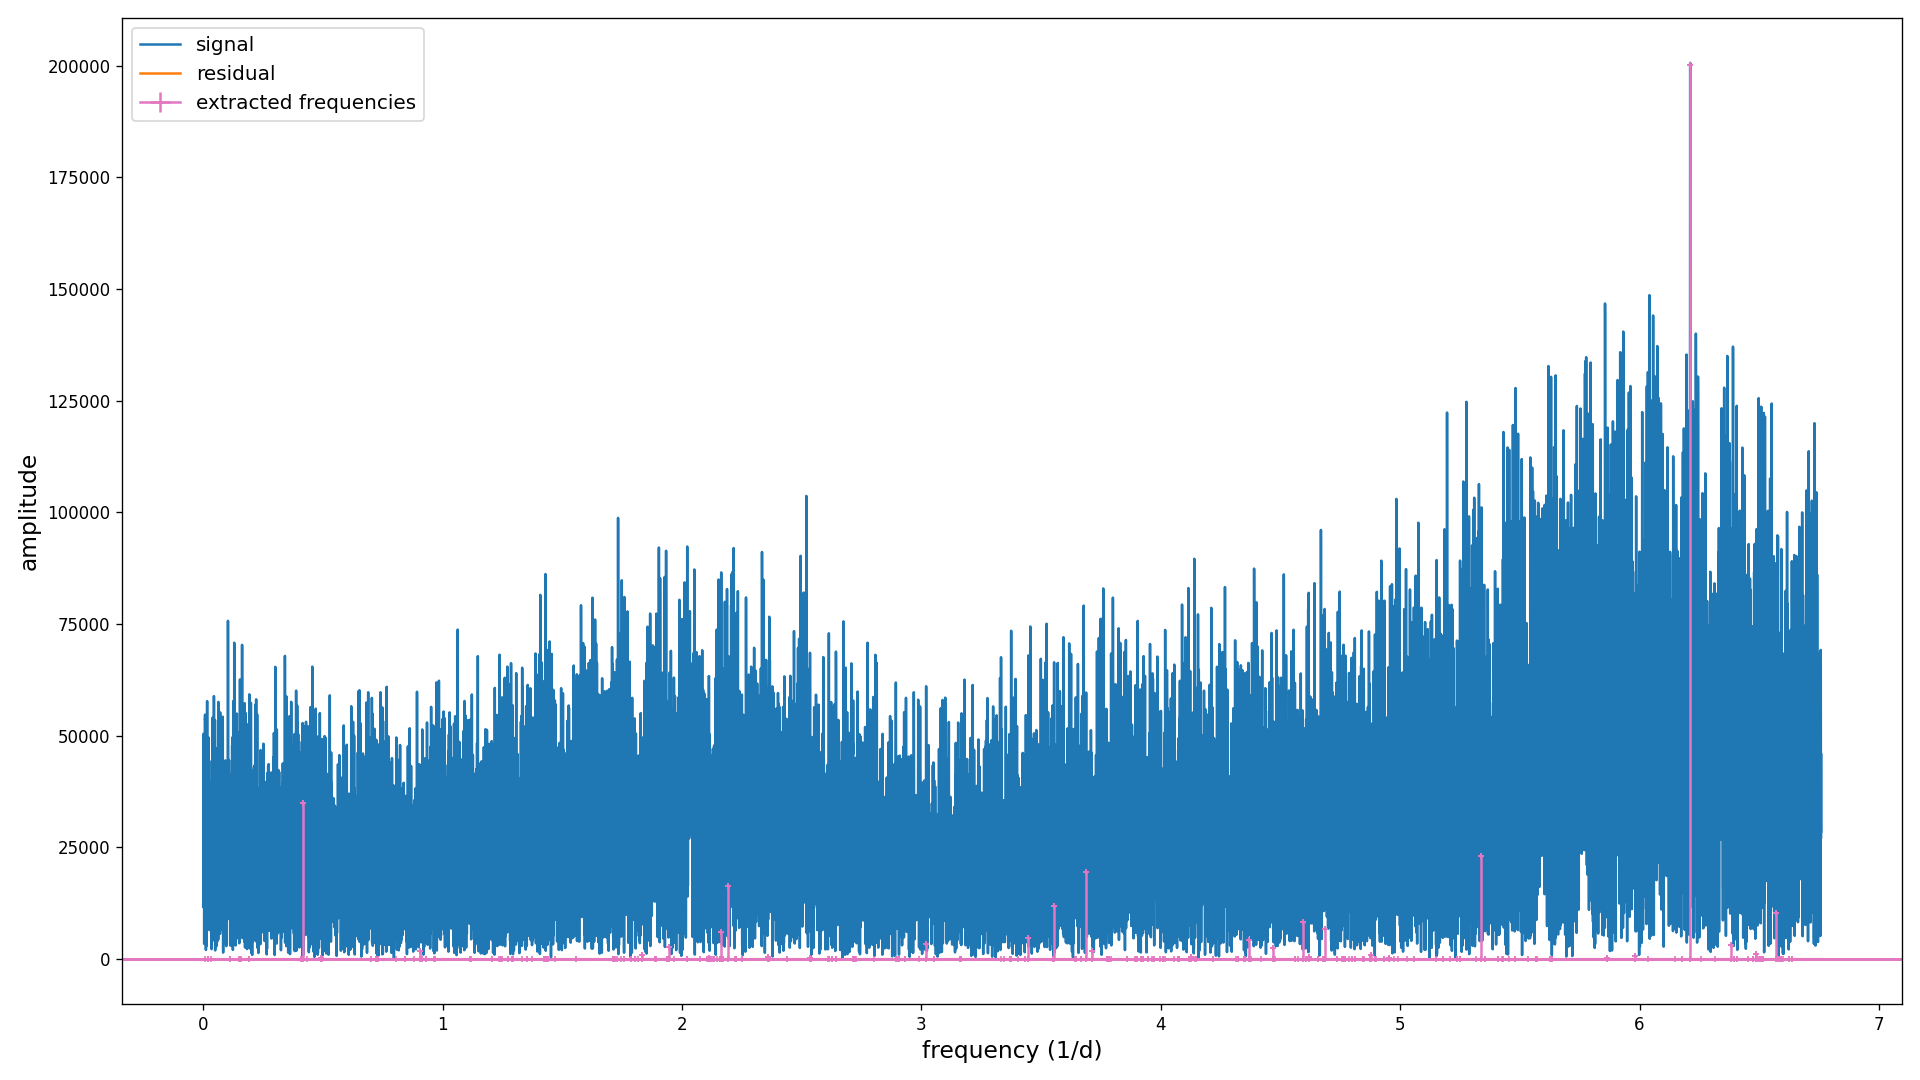 signal
residual
extracted frequencies
200000
175000
150000
125000
100000
75000
50000
25000
0
amplitude
0 1 2 3 4 5 6 7
frequency (1/d)